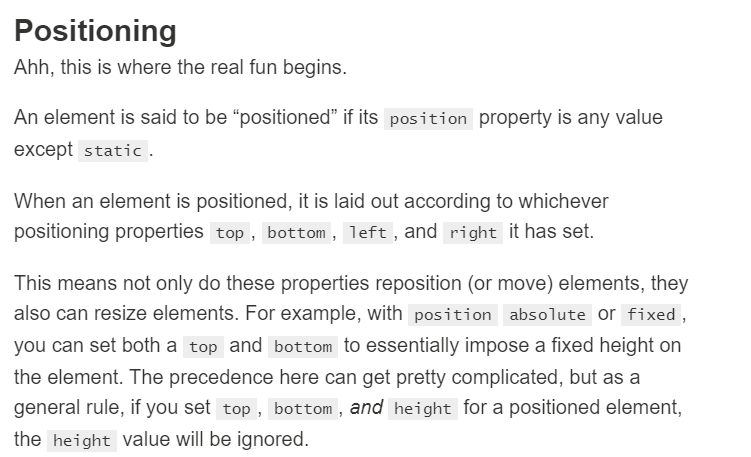 Positioning
Ahh, this is where the real fun begins.
An element is said to be “positioned” if its position property is any value
except static .
When an element is positioned, it is laid out according to whichever
positioning properties top , bottom , left , and right it has set.
This means not only do these properties reposition (or move) elements, they
also can resize elements. For example, with position absolute or fixed ,
you can set both a top and bottom to essentially impose a fixed height on
the element. The precedence here can get pretty complicated, but as a
general rule, if you set top , bottom , and height for a positioned element,
the height value will be ignored.